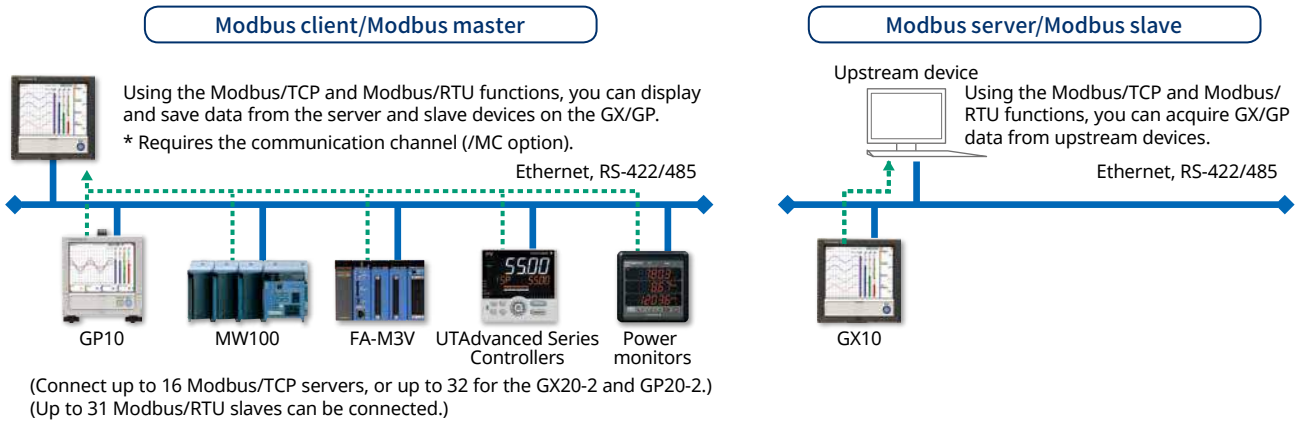 Modbus client/Modbus master
Using the Modbus/TCP and Modbus/RTU functions, you can display
and save data from the server and slave devices on the GX/GP.
* Requires the communication channel (/MC option).
Ethernet, RS-422/485
GP10
MW100
FA-M3V
UTAdvanced Series
Controllers
Power
monitors
(Connect up to 16 Modbus/TCP servers, or up to 32 for the GX20-2 and GP20-2.)
(Up to 31 Modbus/RTU slaves can be connected.)
Modbus server/Modbus slave
Upstream device
Using the Modbus/TCP and Modbus/
RTU functions, you can acquire GX/GP
data from upstream devices.
Ethernet, RS-422/485
GX10
5500
SP 5500